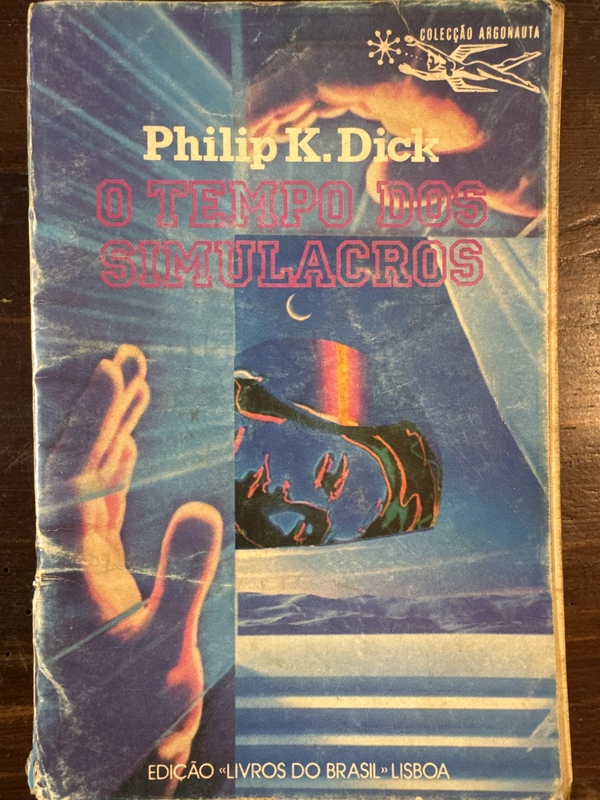 COLECÇÃO ARGONAUTA
Philip K. Dick
O TEMPO DOS
SIMULACROS
EDIÇÃO «LIVROS DO BRASIL» LISBOA